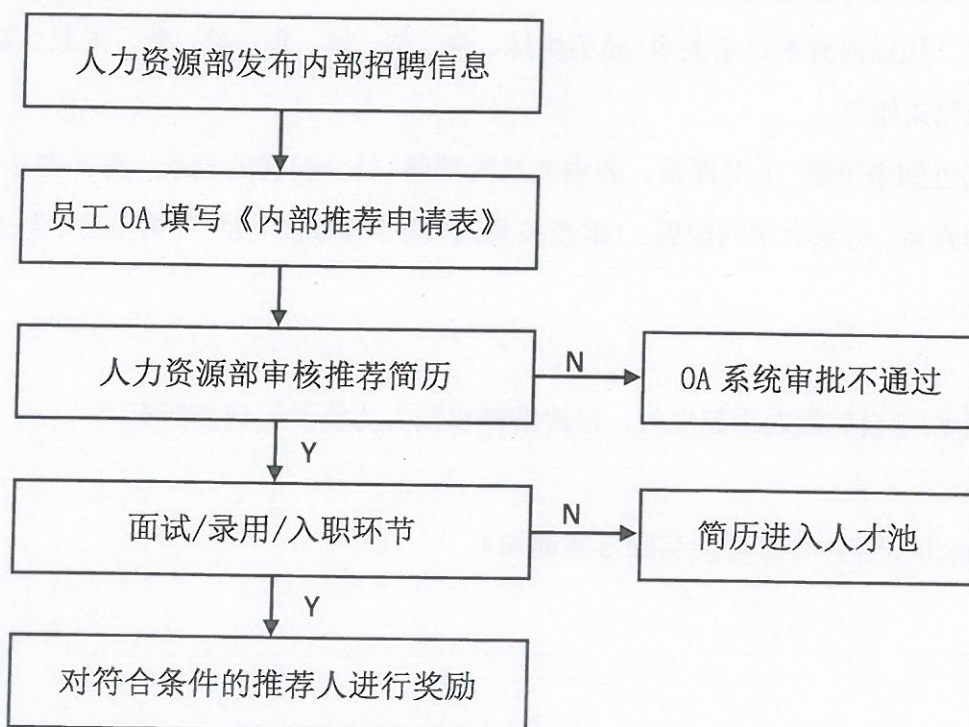 人力资源部发布内部招聘信息
员工 OA 填写《内部推荐申请表》
人力资源部审核推荐简历
N
OA 系统审批不通过
Y
面试/录用/入职环节
N
简历进入人才池
Y
对符合条件的推荐人进行奖励